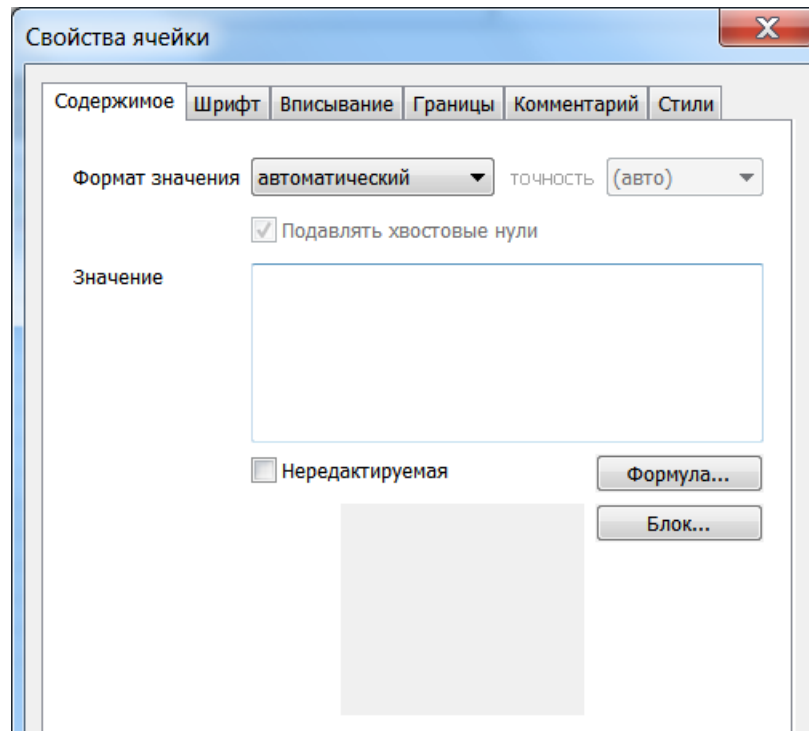 Свойства ячейки
Содержимое Шрифт Вписывание Границы Комментарий Стили
Формат значения автоматический точность (авто)
Подавлять хвостовые нули
Значение
Нередактируемая Формула...
Блок...